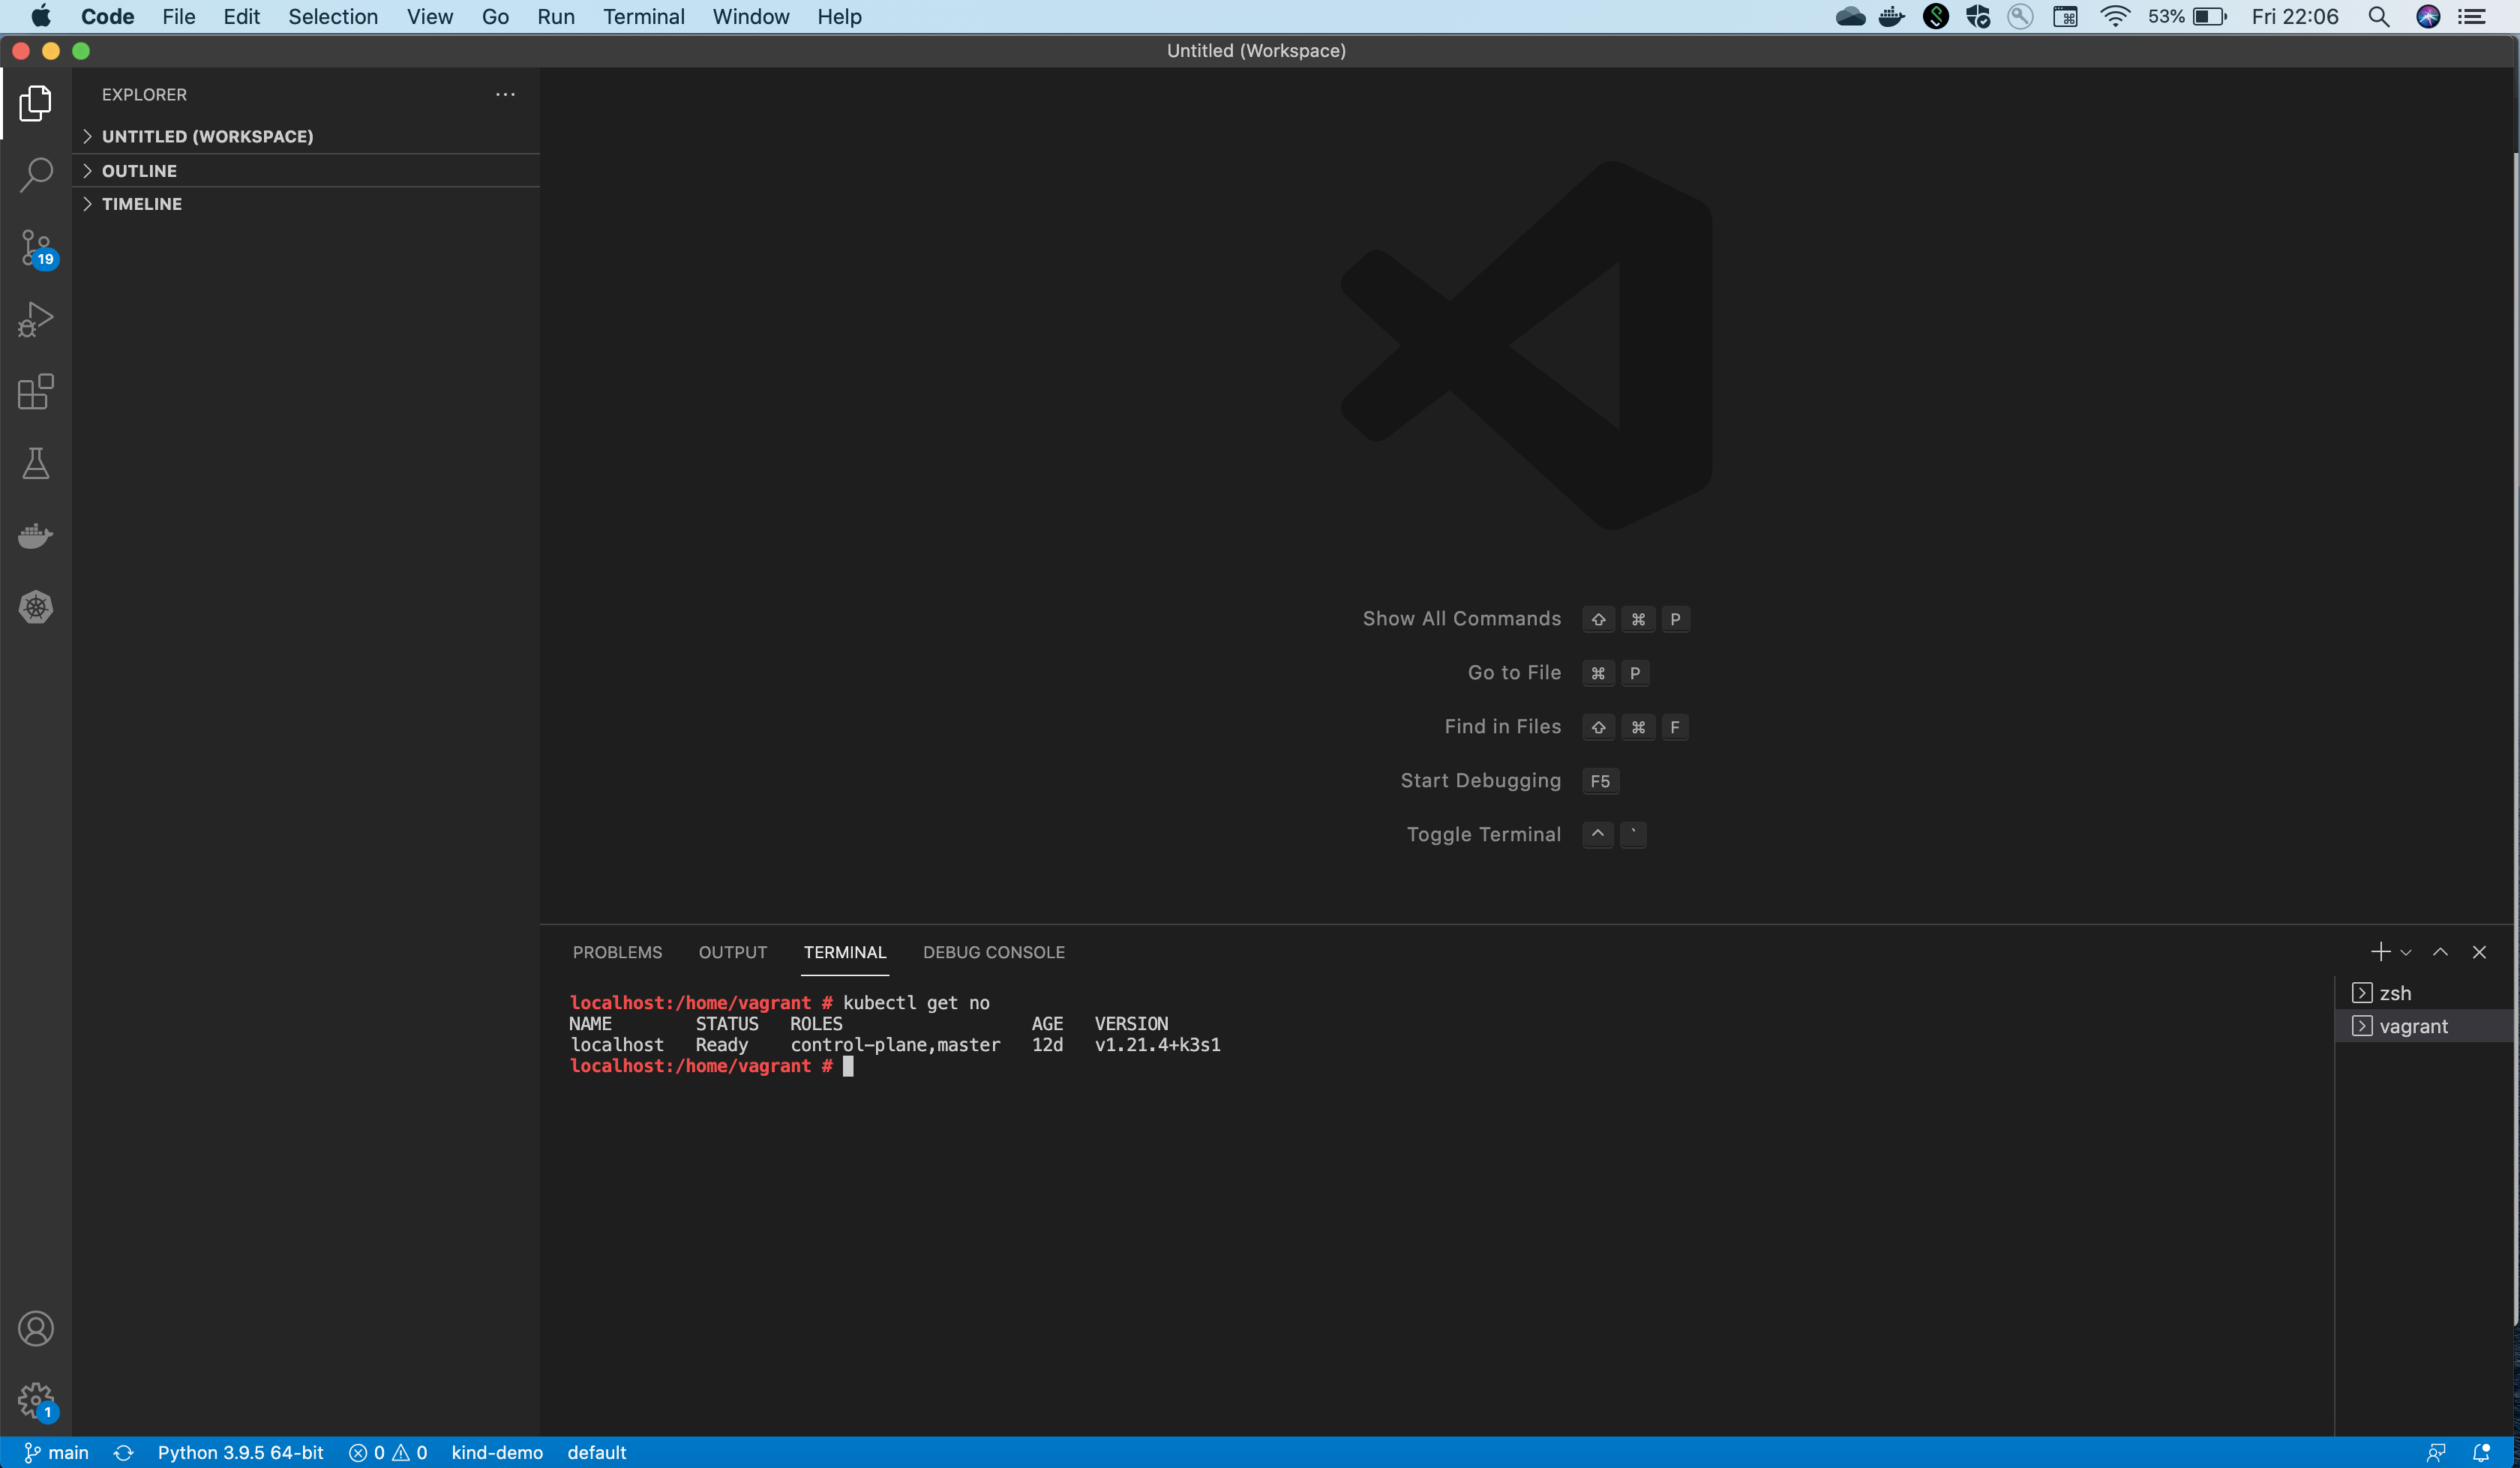 Code File Edit Selection View Go Run Terminal Window Help 53% Fri 22:06
Untitled (Workspace)
EXPLORER
UNTITLED (WORKSPACE)
OUTLINE
TIMELINE
19
Show All Commands ⇧ ⌘ P
Go to File ⌘ P
Find in Files ⇧ ⌘ F
Start Debugging F5
Toggle Terminal ^ `
PROBLEMS OUTPUT TERMINAL DEBUG CONSOLE
localhost:/home/vagrant # kubectl get no
NAME STATUS ROLES AGE VERSION
localhost Ready control-plane,master 12d v1.21.4+k3s1
localhost:/home/vagrant #
zsh
vagrant
1
main Python 3.9.5 64-bit 0 0 kind-demo default